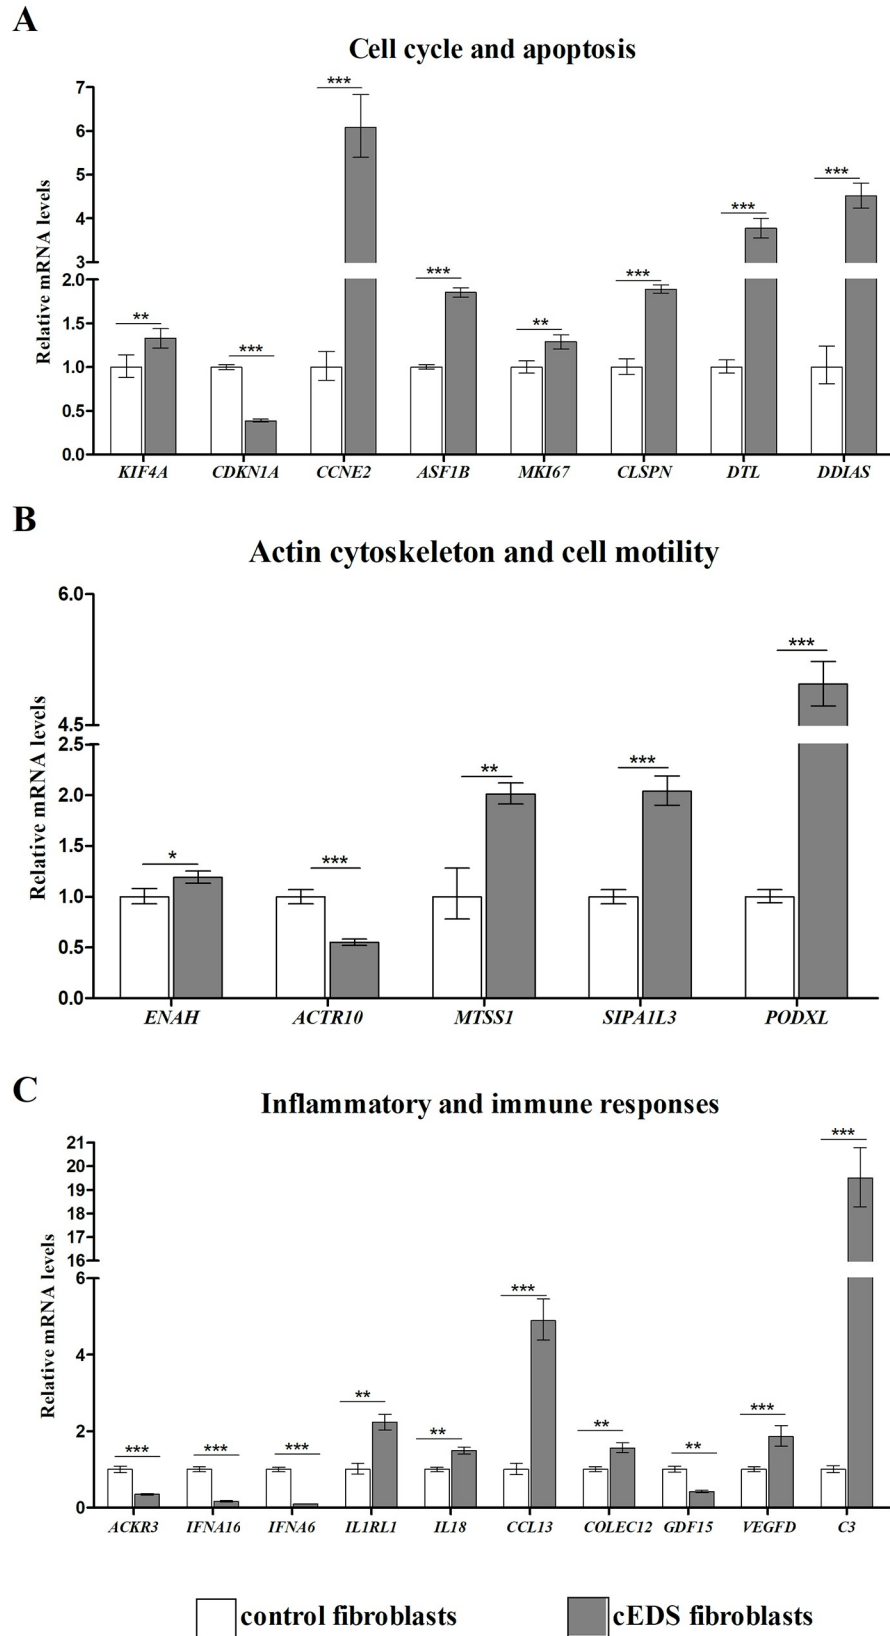 A
Cell cycle and apoptosis
Relative mRNA levels
7
6
5
4
3
2.0
1.5
1.0
0.5
0.0
*** *** *** *** *** *** ** **
KIF4A CDKN1A CCNE2 ASF1B MKI67 CLSPN DTL DDIAS
B
Actin cytoskeleton and cell motility
Relative mRNA levels
6.0
4.5
2.5
2.0
1.5
1.0
0.5
0.0
* *** ** *** ***
ENAH ACTR10 MTSS1 SIPA1L3 PODXL
C
Inflammatory and immune responses
Relative mRNA levels
21
20
19
18
17
16
6
4
2
0
*** *** *** ** ** *** ** ** *** ***
ACKR3 IFNA16 IFNA6 IL1RL1 IL18 CCL13 COLEC12 GDF15 VEGFD C3
control fibroblasts cEDS fibroblasts